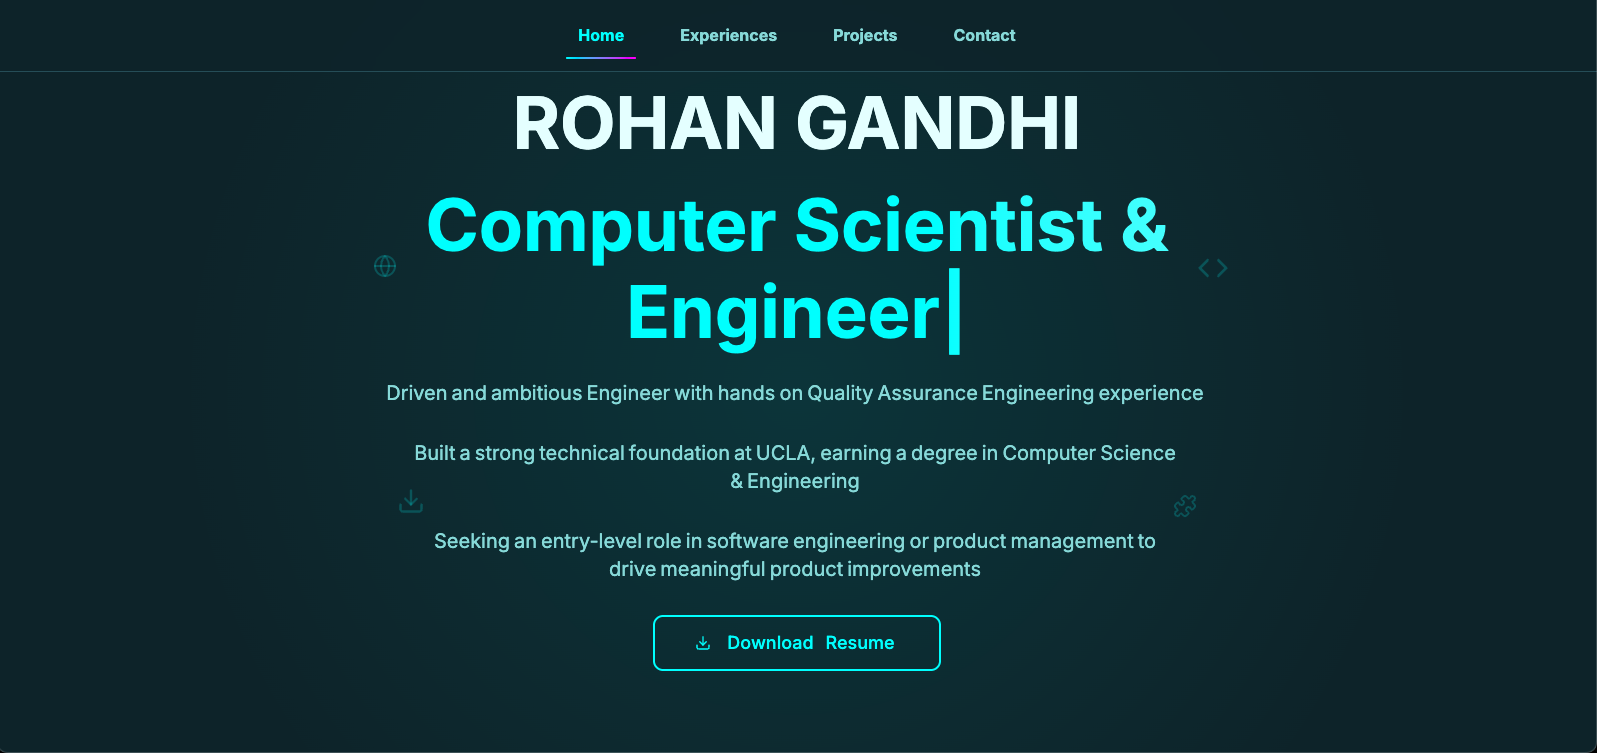 Home Experiences Projects Contact
ROHAN GANDHI
Computer Scientist &
Engineer|
Driven and ambitious Engineer with hands on Quality Assurance Engineering experience
Built a strong technical foundation at UCLA, earning a degree in Computer Science
& Engineering
Seeking an entry-level role in software engineering or product management to
drive meaningful product improvements
Download Resume